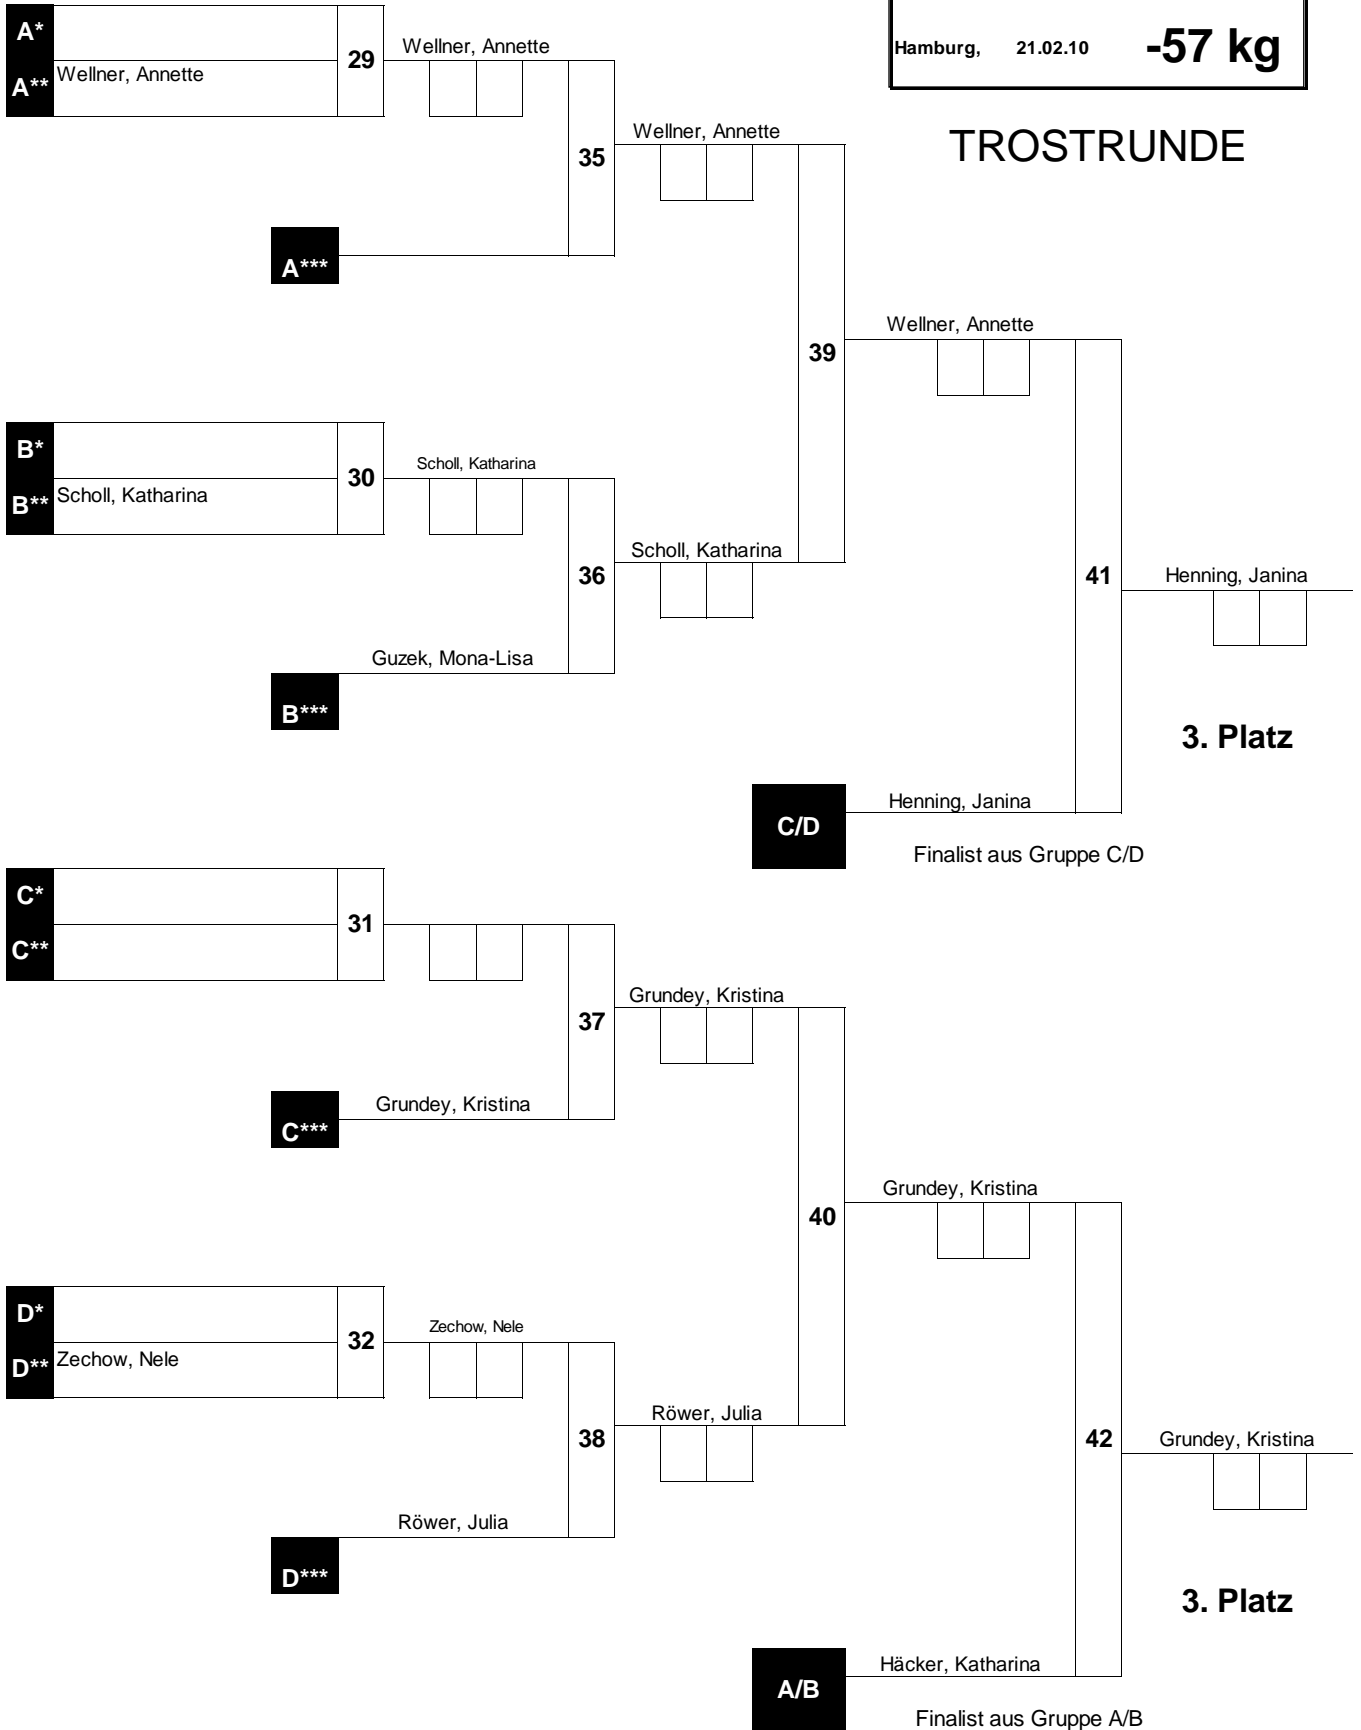 A*
29
Wellner, Annette
Hamburg, 21.02.10 -57 kg
A** Wellner, Annette
TROSTRUNDE
35
Wellner, Annette
A***
39
Wellner, Annette
B*
30
Scholl, Katharina
B** Scholl, Katharina
36
Scholl, Katharina
41
Henning, Janina
Guzek, Mona-Lisa
B***
3. Platz
C/D
Henning, Janina
Finalist aus Gruppe C/D
C*
31
C**
37
Grundey, Kristina
Grundey, Kristina
C***
40
Grundey, Kristina
D*
32
Zechow, Nele
D** Zechow, Nele
38
Röwer, Julia
42
Grundey, Kristina
Röwer, Julia
D***
3. Platz
A/B
Häcker, Katharina
Finalist aus Gruppe A/B